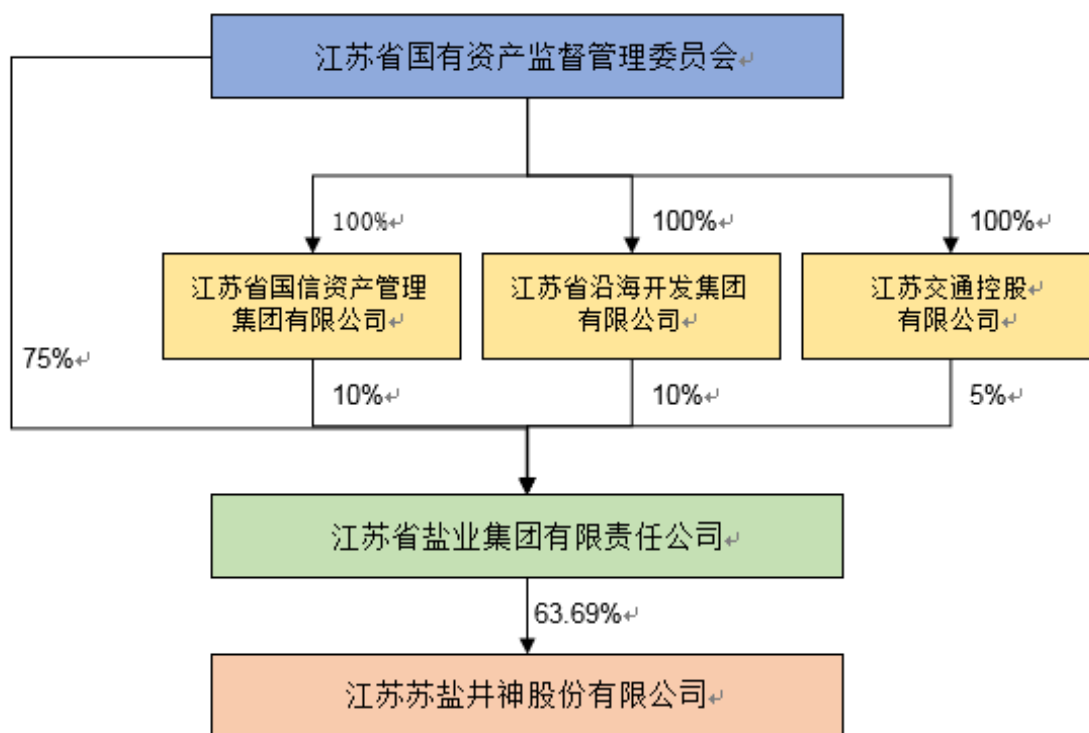 江苏省国有资产监督管理委员会↵
100%↵
100%↵
100%↵
江苏省国信资产管理
集团有限公司↵
江苏省沿海开发集团
有限公司↵
江苏交通控股↵
有限公司↵
75%↵
10%↵
10%↵
5%↵
江苏省盐业集团有限责任公司↵
63.69%↵
江苏苏盐井神股份有限公司↵